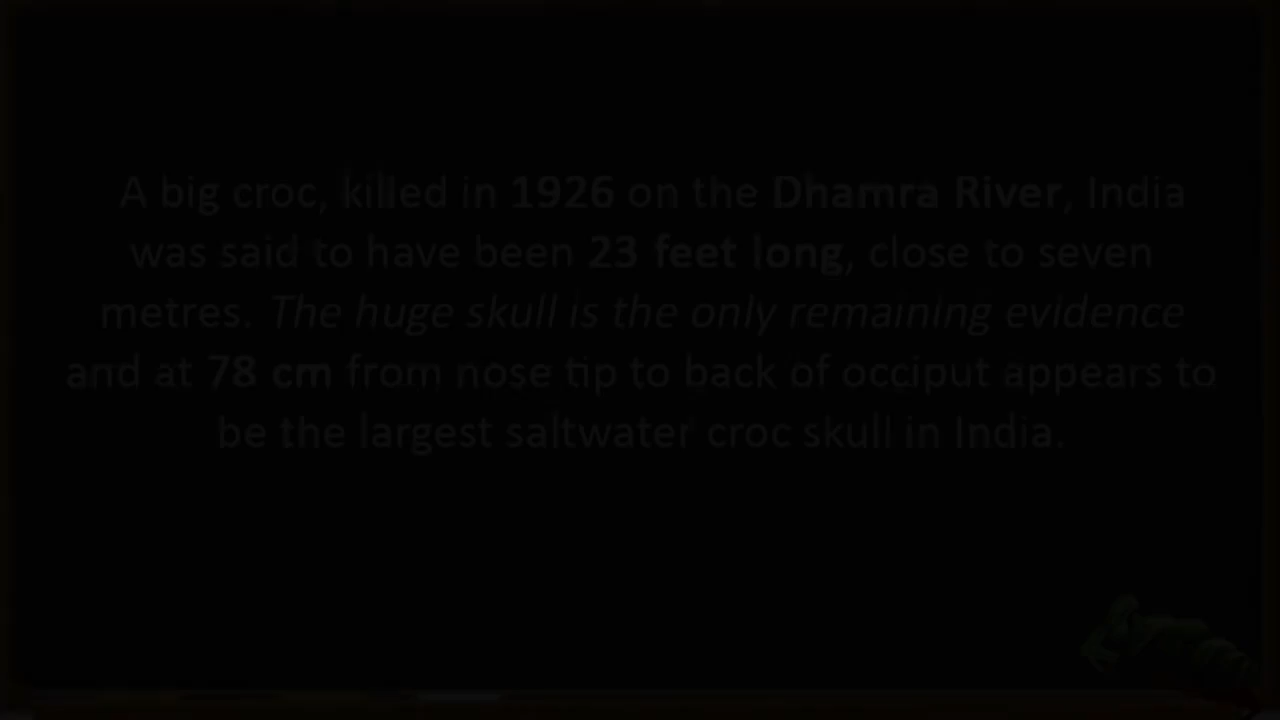 A big croc, killed in 1926 on the Dhamra River, India
was said to have been 23 feet long, close to seven
metres. The huge skull is the only remaining evidence
and at 78 cm from nose tip to back of occiput appears to
be the largest saltwater croc skull in India.